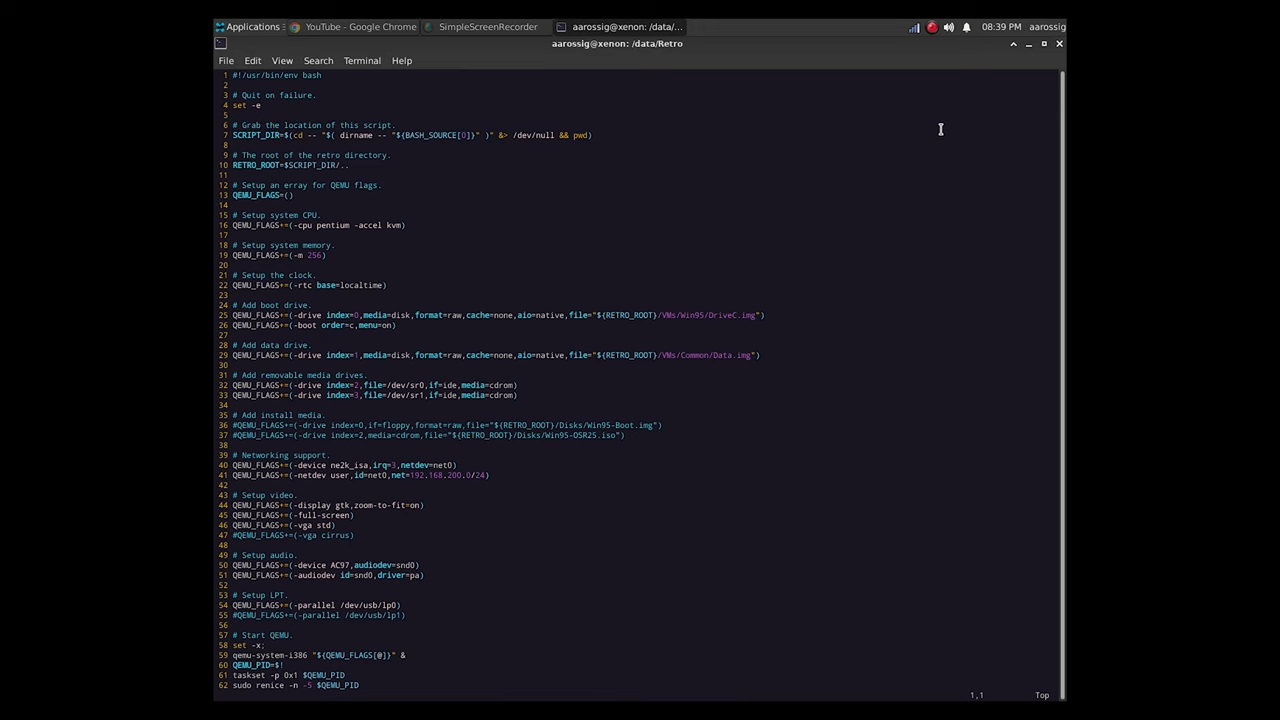 Applications YouTube - Google Chrome SimpleScreenRecorder aarossig@xenon: /data/... 08:39 PM aarossig
aarossig@xenon: /data/Retro
File Edit View Search Terminal Help
1 #!/usr/bin/env bash
2
3 # Quit on failure.
4 set -e
5
6 # Grab the location of this script.
7 SCRIPT_DIR=$(cd -- "$( dirname -- "${BASH_SOURCE[0]}" )" &> /dev/null && pwd)
8
9 # The root of the retro directory.
10 RETRO_ROOT=$SCRIPT_DIR/..
11
12 # Setup an erray for QEMU flags.
13 QEMU_FLAGS=()
14
15 # Setup system CPU.
16 QEMU_FLAGS+=(-cpu pentium -accel kvm)
17
18 # Setup system memory.
19 QEMU_FLAGS+=(-m 256)
20
21 # Setup the clock.
22 QEMU_FLAGS+=(-rtc base=localtime)
23
24 # Add boot drive.
25 QEMU_FLAGS+=(-drive index=0,media=disk,format=raw,cache=none,aio=native,file="${RETRO_ROOT}/VMs/Win95/DriveC.img")
26 QEMU_FLAGS+=(-boot order=c,menu=on)
27
28 # Add data drive.
29 QEMU_FLAGS+=(-drive index=1,media=disk,format=raw,cache=none,aio=native,file="${RETRO_ROOT}/VMs/Common/Data.img")
30
31 # Add removable media drives.
32 QEMU_FLAGS+=(-drive index=2,file=/dev/sr0,if=ide,media=cdrom)
33 QEMU_FLAGS+=(-drive index=3,file=/dev/sr1,if=ide,media=cdrom)
34
35 # Add install media.
36 #QEMU_FLAGS+=(-drive index=0,if=floppy,format=raw,file="${RETRO_ROOT}/Disks/Win95-Boot.img)
37 #QEMU_FLAGS+=(-drive index=2,media=cdrom,file="${RETRO_ROOT}/Disks/Win95-OSR25.iso")
38
39 # Networking support.
40 QEMU_FLAGS+=(-device ne2k_isa,irq=3,netdev=net0)
41 QEMU_FLAGS+=(-netdev user,id=net0,net=192.168.200.0/24)
42
43 # Setup video.
44 QEMU_FLAGS+=(-display gtk,zoom-to-fit=on)
45 QEMU_FLAGS+=(-full-screen)
46 QEMU_FLAGS+=(-vga std)
47 #QEMU_FLAGS+=(-vga cirrus)
48
49 # Setup audio.
50 QEMU_FLAGS+=(-device AC97,audiodev=snd0)
51 QEMU_FLAGS+=(-audiodev id=snd0,driver=pa)
52
53 # Setup LPT.
54 QEMU_FLAGS+=(-parallel /dev/usb/lp0)
55 #QEMU_FLAGS+=(-parallel /dev/usb/lp1)
56
57 # Start QEMU.
58 set -x;
59 qemu-system-i386 "${QEMU_FLAGS[@]}" &
60 QEMU_PID=$!
61 taskset -p 0x1 $QEMU_PID
62 sudo renice -n -5 $QEMU_PID
1,1 Top